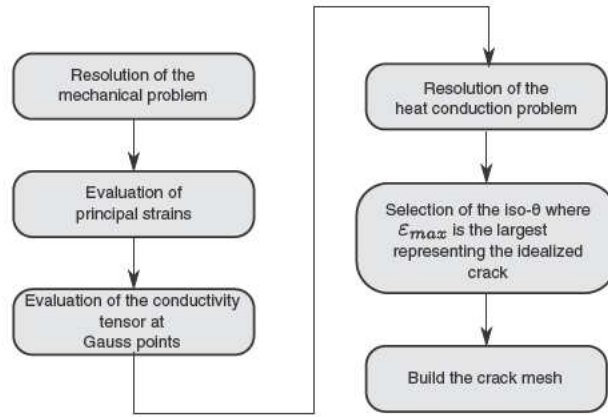 Resolution of the
mechanical problem
Evaluation of
principal strains
Evaluation of the conductivity
tensor at
Gauss points
Resolution of the
heat conduction problem
Selection of the iso-θ where
εmax is the largest
representing the idealized
crack
Build the crack mesh